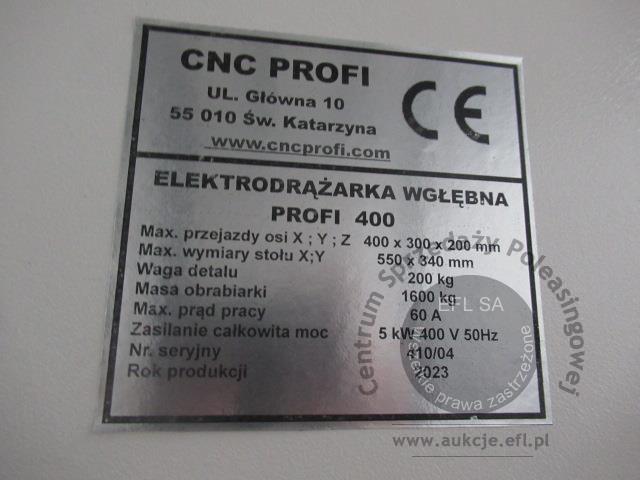 CNC PROFI
UL. Główna 10
55 010 Św. Katarzyna
www.cncprofi.com
CE
ELEKTRODRĄŻARKA WGŁĘBNA
PROFI 400
Max. przejazdy osi X ; Y ; Z 400 x 300 x 200 mm
Max. wymiary stołu X;Y 550 x 340 mm
Waga detalu 200 kg
Masa obrabiarki 1600 kg
Max. prąd pracy 60 A
Zasilanie całkowita moc 5 kW 400 V 50Hz
Nr. seryjny 410/04
Rok produkcji 2023
Centrum Sprzedaży Poleasingowej
EFL SA
wszelkie prawa zastrzeżone
www.aukcje.efl.pl